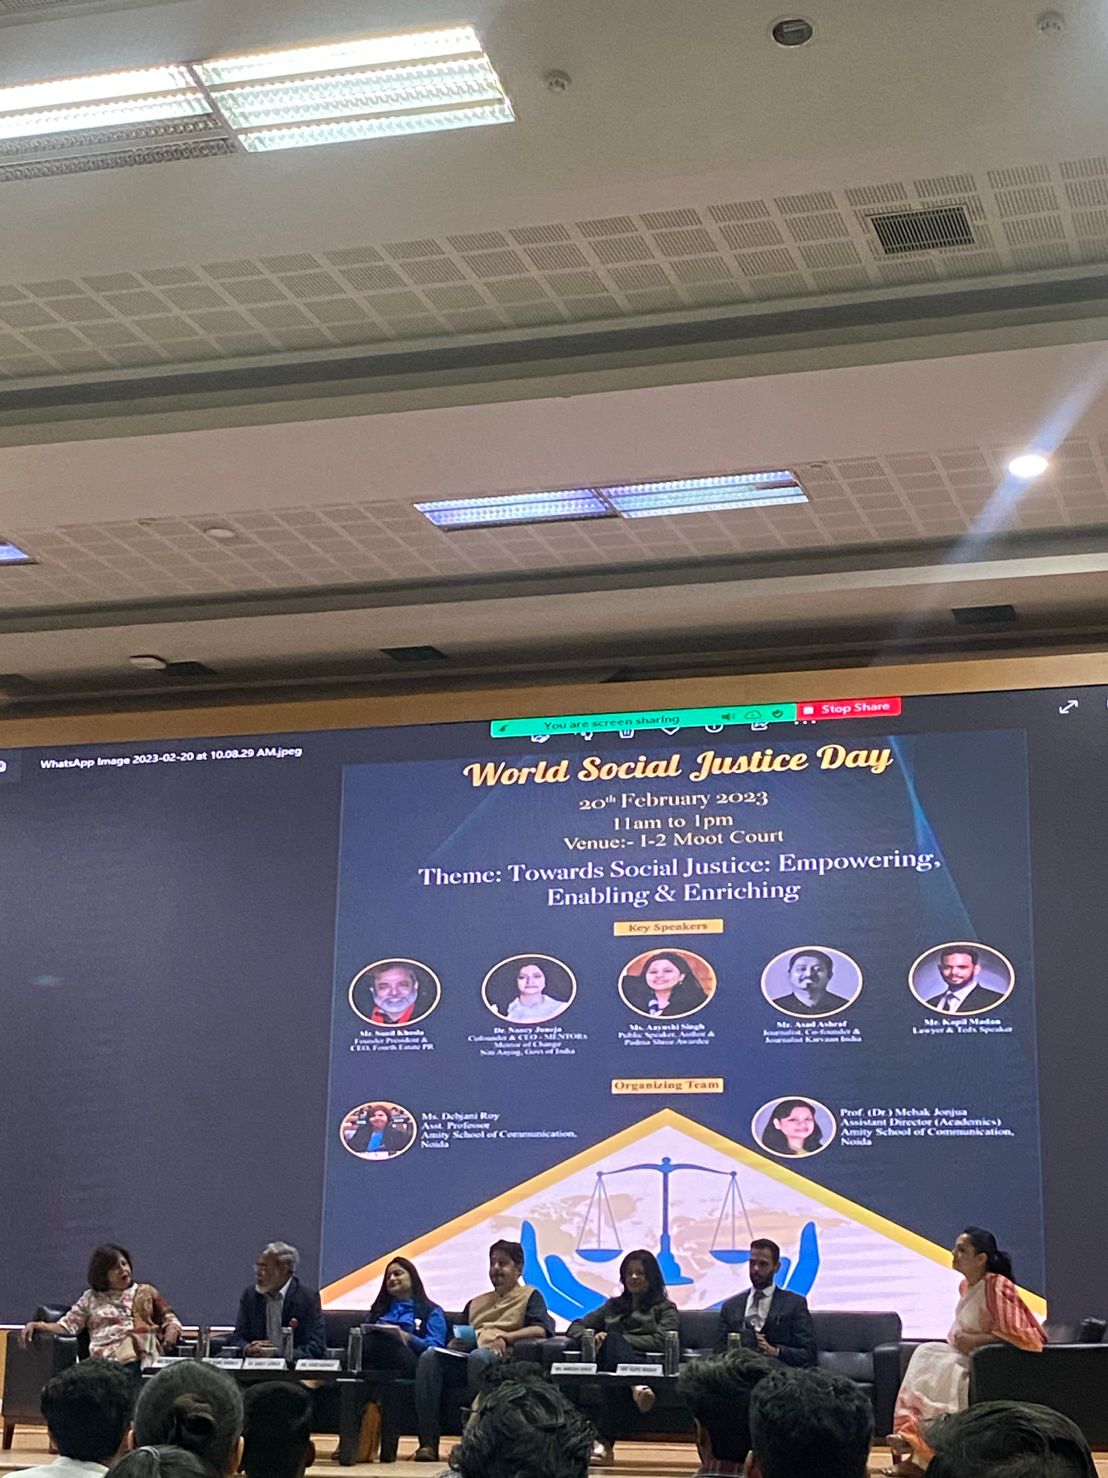 You are screen sharing
Stop Share
WhatsApp Image 2023-02-20 at 10.08.29 AM.jpeg
World Social Justice Day
20th February 2023
11am to 1pm
Venue:- I-2 Moot Court
Theme: Towards Social Justice: Empowering,
Enabling & Enriching
Key Speakers
Mr. Sunil Khosla
Founder President &
CEO, Fourth Estate PR
Dr. Nancy Juneja
Cofounder & CEO - MENTORx
Mentor of Change
Niti Aayog, Govt of India
Ms. Aayushi Singh
Public Speaker, Author &
Padma Shree Awardee
Mr. Asad Ashraf
Journalist, Co-founder &
Journalist Karvaan India
Mr. Kapil Madan
Lawyer & TedX Speaker
Organizing Team
Ms. Debjani Roy
Asst. Professor
Amity School of Communication,
Noida
Prof. (Dr.) Mehak Jonjua
Assistant Director (Academics)
Amity School of Communication,
Noida